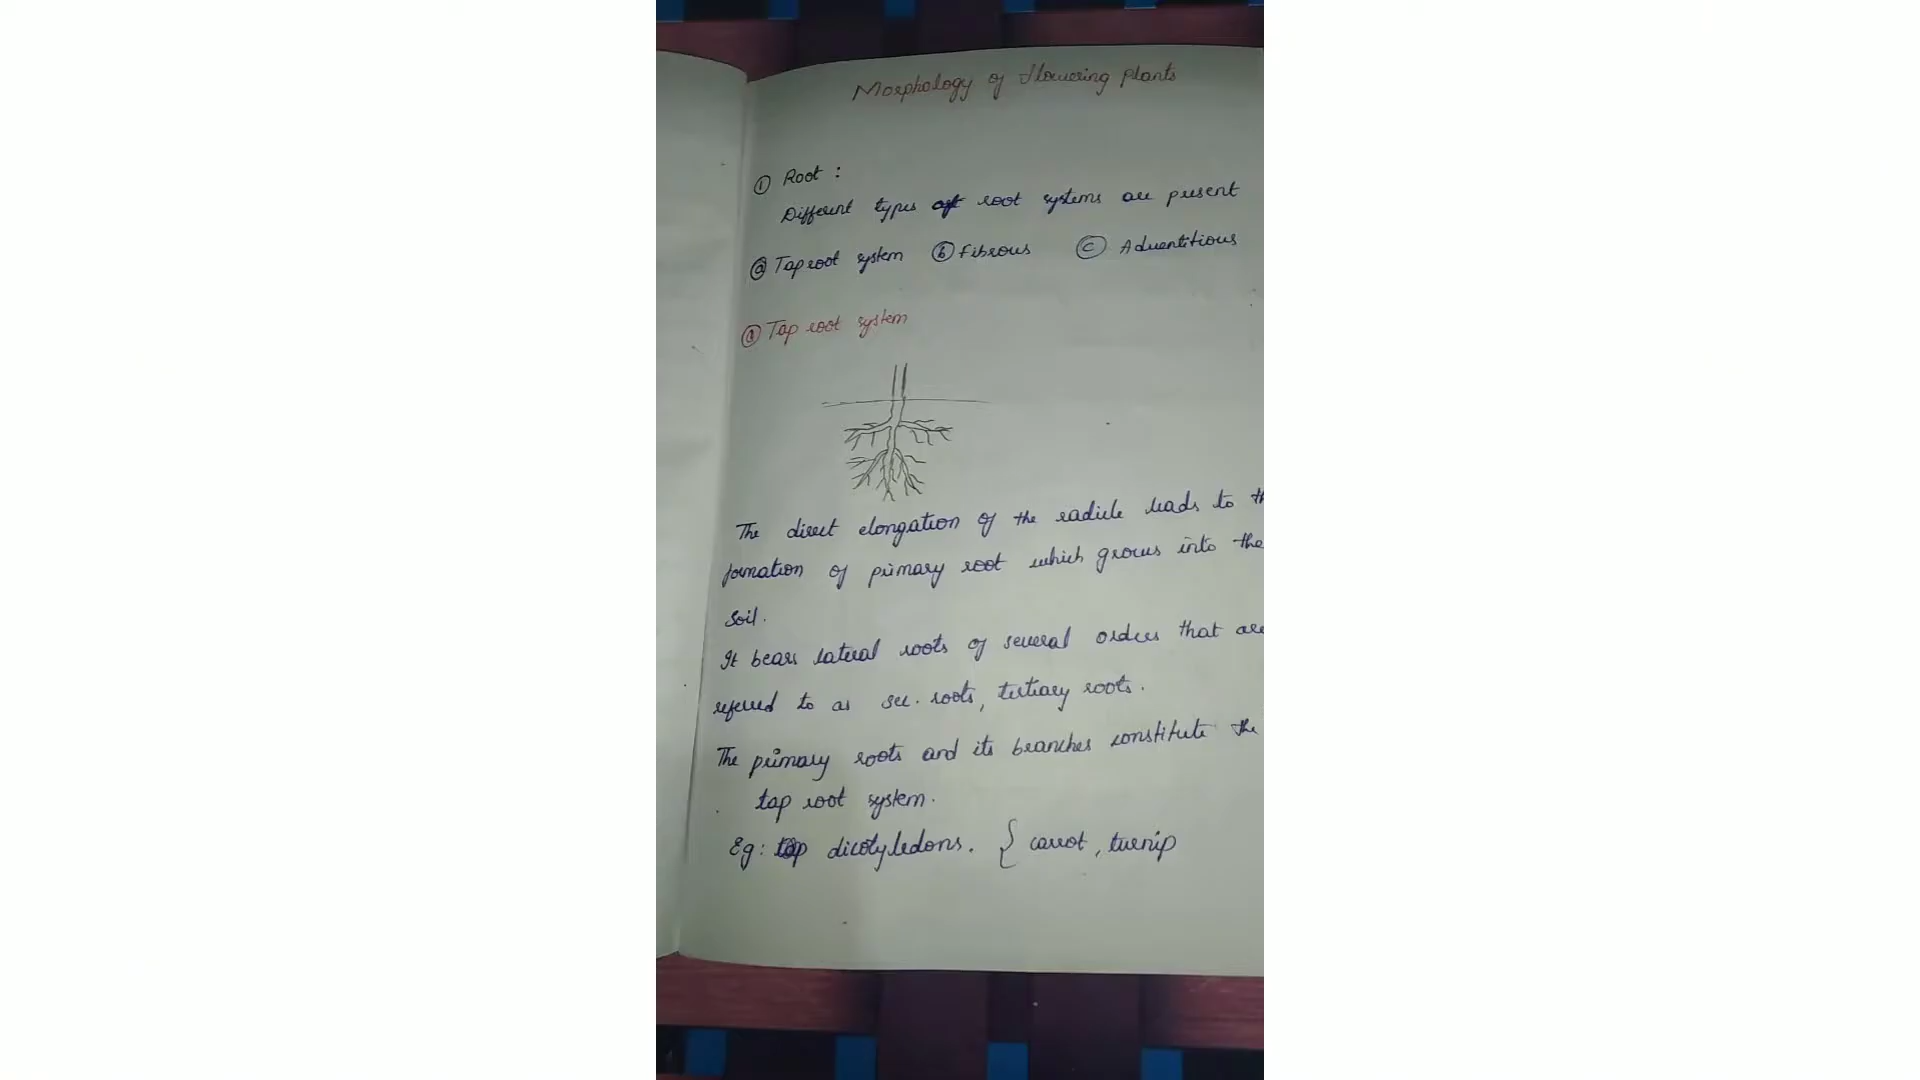 Morphology of flowering plants
① Root :
Different types of root systems are present
ⓐ Tap root system ⓑ Fibrous ⓒ Adventitious
ⓐ Tap root system
The direct elongation of the radicle leads to th
formation of primary root which grows into the
soil.
It bears lateral roots of several orders that are
referred to as sec. roots, tertiary roots.
The primary roots and its branches constitute the
tap root system.
Eg: dicotyledons. { carrot, turnip